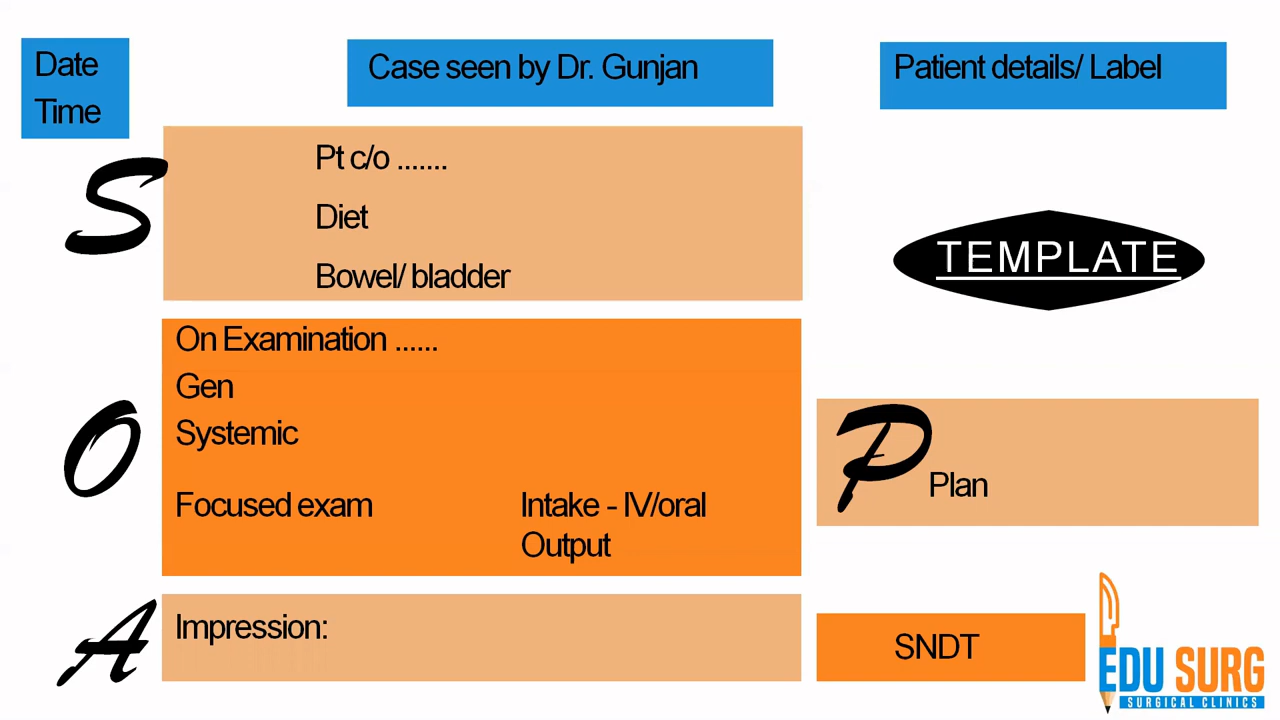 Date
Time
Case seen by Dr. Gunjan
Patient details/ Label
S
Pt c/o .......
Diet
Bowel/ bladder
TEMPLATE
O
On Examination ......
Gen
Systemic
Focused exam
Intake - IV/oral
Output
P
Plan
A
Impression:
SNDT
EDU SURG
SURGICAL CLINICS